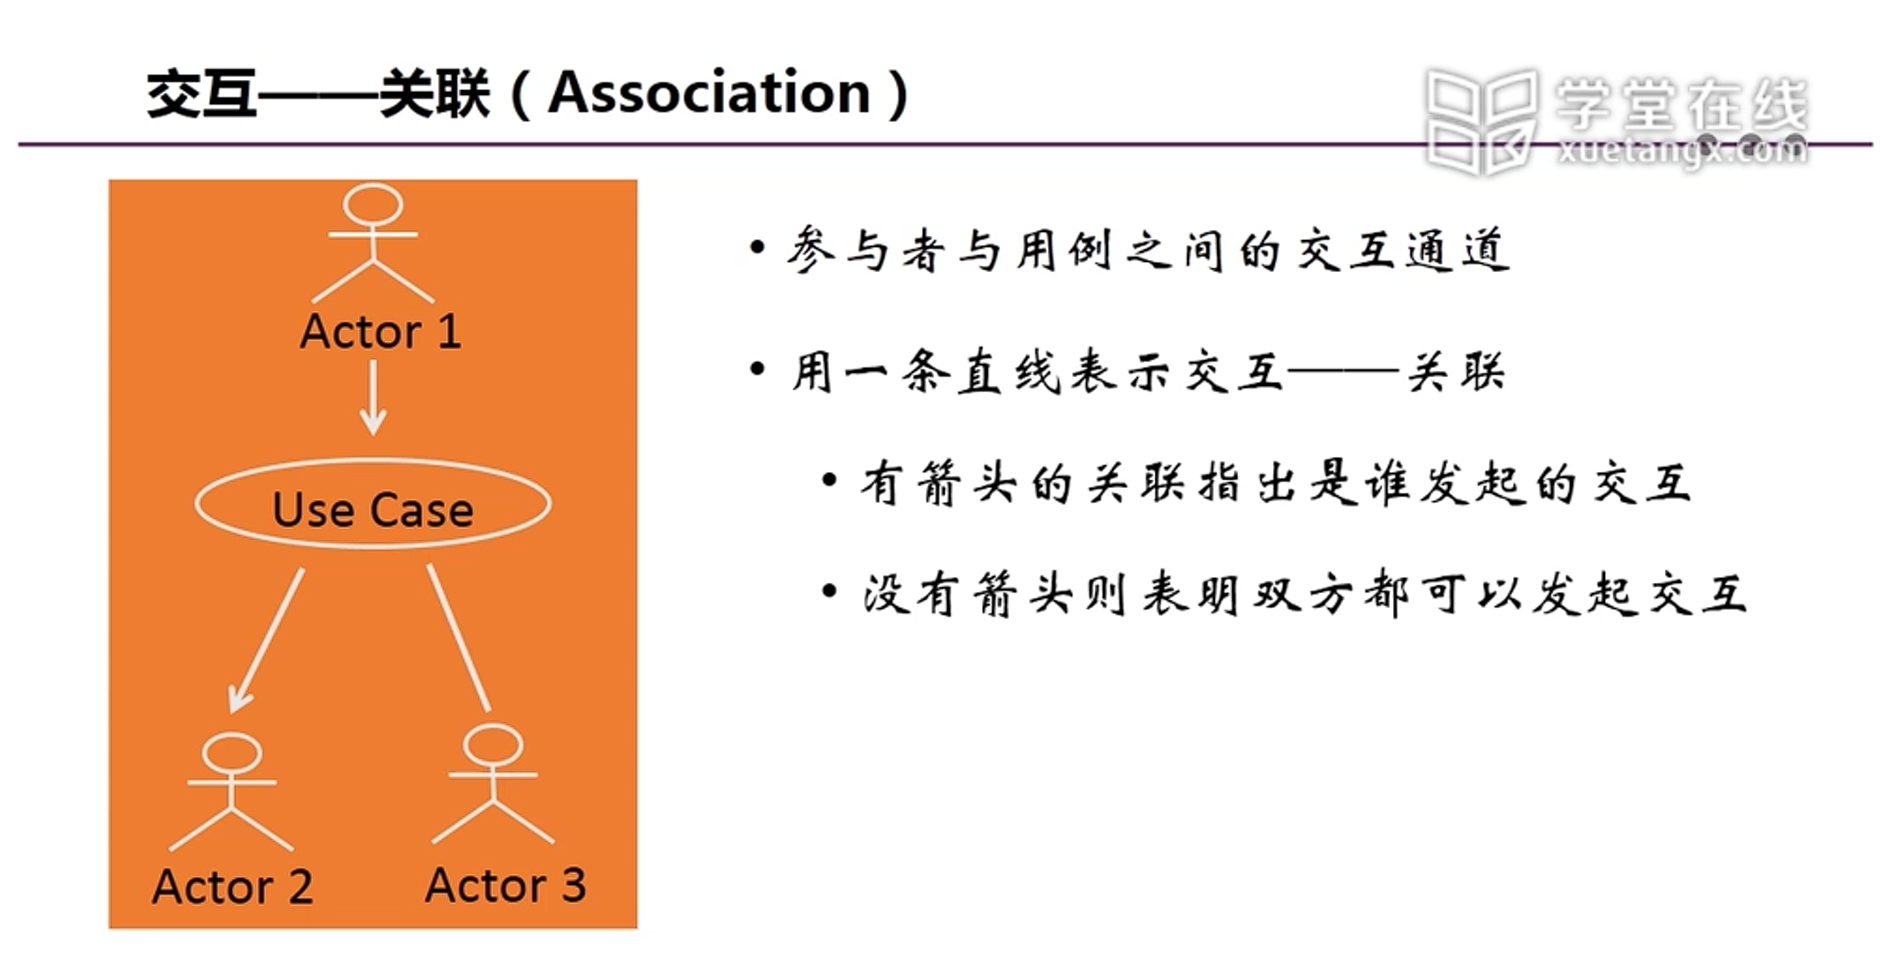 交互——关联（Association）
学堂在线
xuetangx.com
Actor 1
Use Case
Actor 2
Actor 3
• 参与者与用例之间的交互通道
• 用一条直线表示交互——关联
• 有箭头的关联指出是谁发起的交互
• 没有箭头则表明双方都可以发起交互